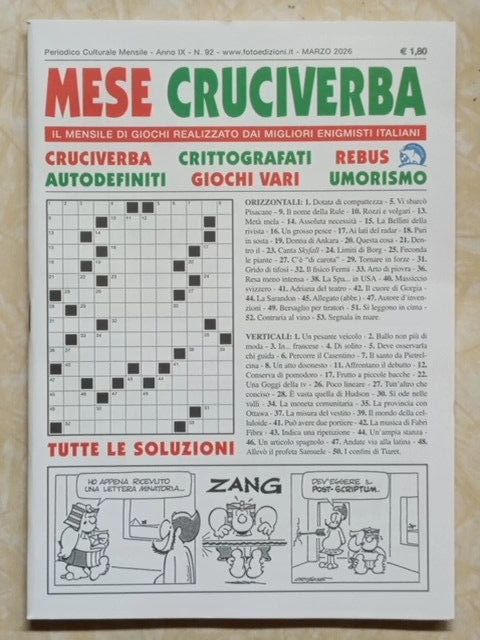 Periodico Culturale Mensile - Anno IX - N. 92 - www.fotoedizioni.it - MARZO 2026 € 1,80
MESE CRUCIVERBA
IL MENSILE DI GIOCHI REALIZZATO DAI MIGLIORI ENIGMISTI ITALIANI
CRUCIVERBA CRITTOGRAFATI REBUS
AUTODEFINITI GIOCHI VARI UMORISMO
ORIZZONTALI: 1. Dotata di compattezza - 5. Vi sbarcò
Pisacane - 9. Il nome della Rule - 10. Rozzi e volgari - 13.
Metà mela - 14. Assoluta necessità - 15. La Bellini della
rivista - 16. Un grosso pesce - 17. Ai lati del radar - 18. Pari
in sosta - 19. Donna di Ankara - 20. Questa cosa - 21. Den-
tro il - 23. Canta Skyfall - 24. Limiti di Borg - 25. Feconda
le piante - 27. C'è "di carota" - 29. Tornare in forze - 31.
Grido di tifosi - 32. Il fisico Fermi - 33. Arto di piovra - 36.
Resa meno intensa - 38. La Spa... in USA - 40. Massiccio
svizzero - 41. Adriana del teatro - 42. Il cuore di Gorgia -
44. La Sarandon - 45. Allegato (abbr.) - 47. Autore d'inven-
zioni - 49. Bersaglio per tiratori - 51. Si leggono in cima -
52. Contraria al vino - 53. Segnala in mare.
VERTICALI: 1. Un pesante veicolo - 2. Ballo non più di
moda - 3. In... francese - 4. Di solito - 5. Deve osservarla
chi guida - 6. Percorre il Casentino - 7. Il santo da Pietrel-
cina - 8. Un atto disonesto - 11. Affrontano il debutto - 12.
Conserva di pomodoro - 17. Frutto a piccole bacche - 22.
Una Goggi della tv - 26. Poco lineare - 27. Tutt'altro che
conciso - 28. È vasta quella di Hudson - 30. Si ode nelle
valli - 34. La moneta comunitaria - 35. La provincia con
Ottawa - 37. La misura del vestito - 39. Il mondo della cel-
luloide - 41. Può avere due portiere - 42. La musica di Fabri
Fibra - 43. Indica una ripetizione - 44. Un'ampia stanza -
46. Un articolo spagnolo - 47. Andate via alla latina - 48.
Allevò il profeta Samuele - 50. I confini di Tiaret.
TUTTE LE SOLUZIONI
HO APPENA RICEVUTO
UNA LETTERA MINATORIA...
ZANG
DEV'ESSERE IL
POST-SCRIPTUM.